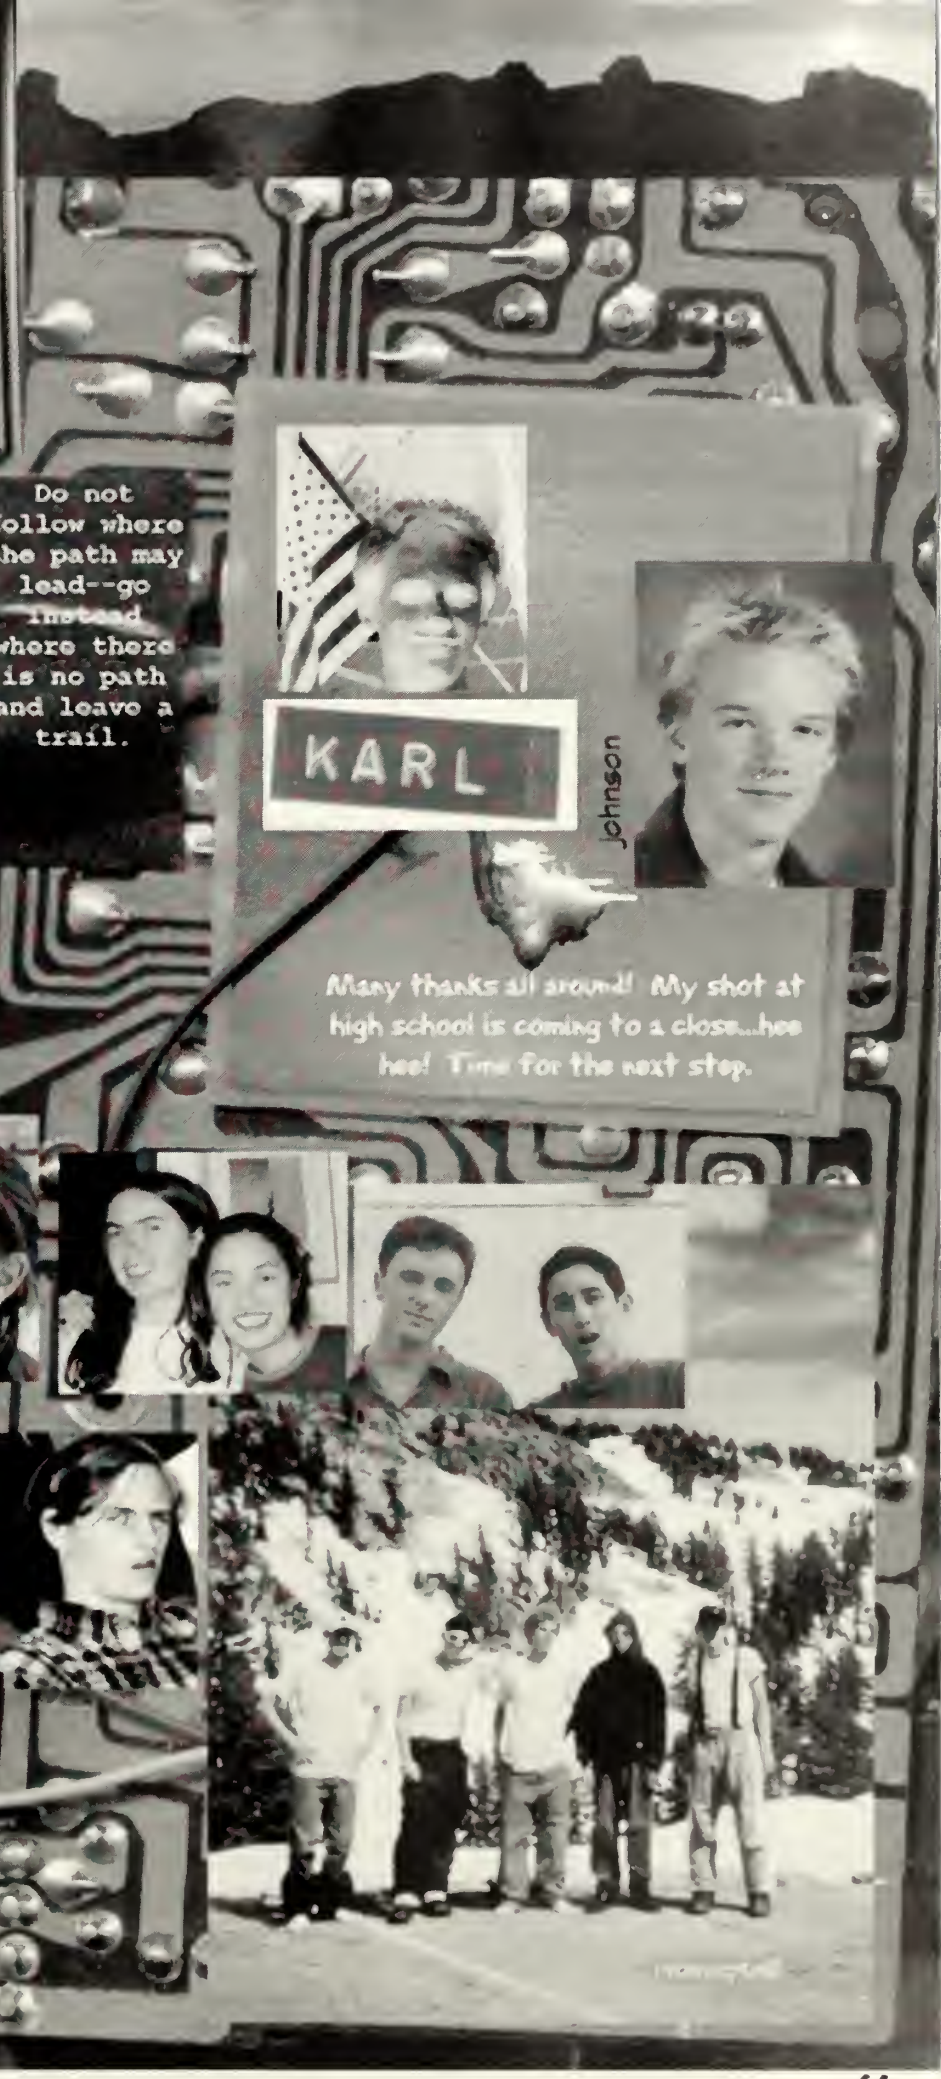 Do not
ollow where
he path may
lead--go
instead
where there
is no path
and leave a
trail.
KARL
johnson
Many thanks all around! My shot at
high school is coming to a close...hee
hee! Time for the next step.